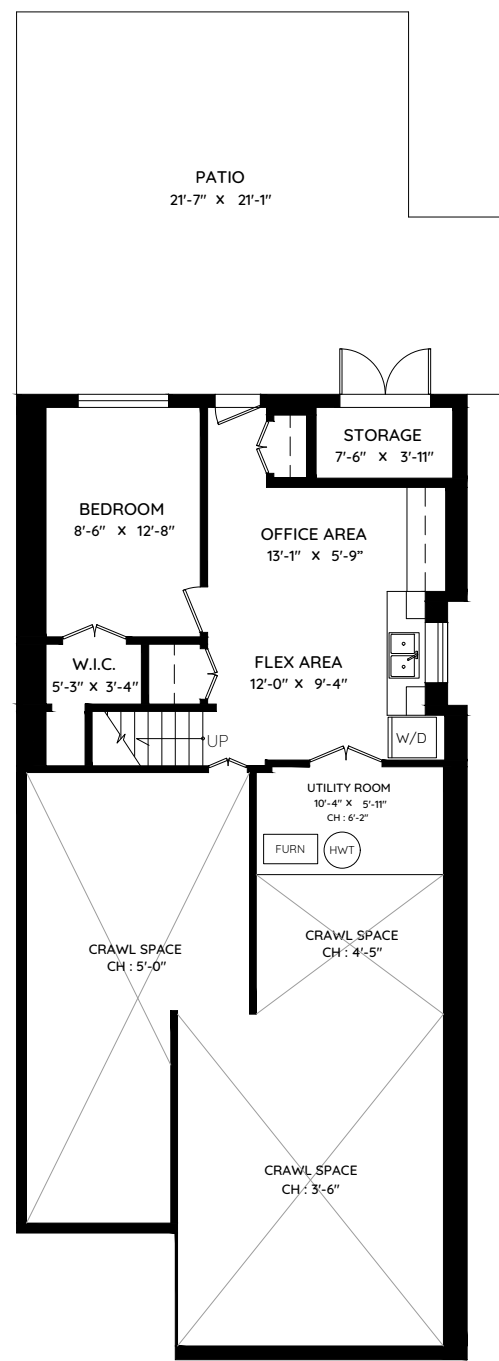 PATIO
21'-7" x 21'-1"
STORAGE
7'-6" x 3'-11"
BEDROOM
8'-6" x 12'-8"
OFFICE AREA
13'-1" x 5'-9"
W.I.C.
5'-3" x 3'-4"
FLEX AREA
12'-0" x 9'-4"
UP
W/D
UTILITY ROOM
10'-4" x 5'-11"
CH : 6'-2"
FURN
HWT
CRAWL SPACE
CH : 5'-0"
CRAWL SPACE
CH : 4'-5"
CRAWL SPACE
CH : 3'-6"